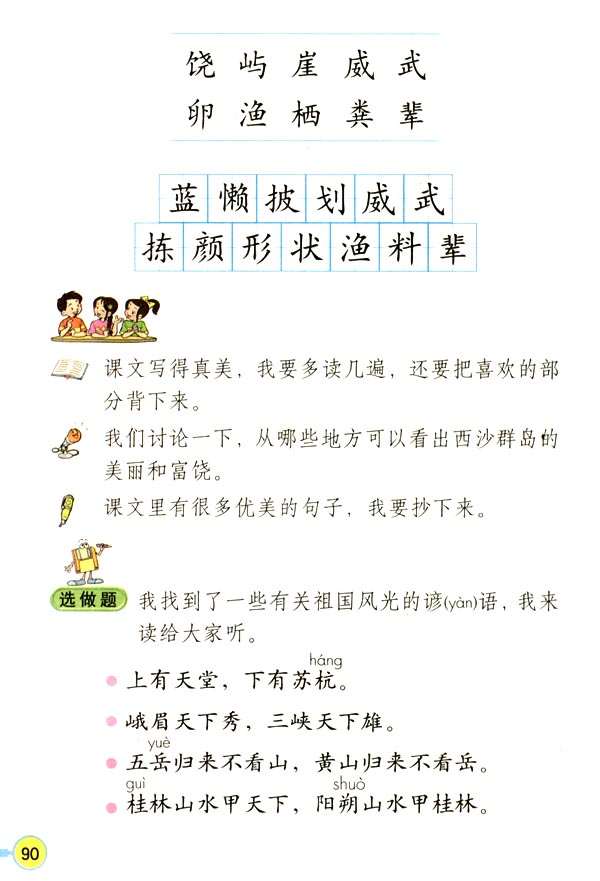 饶 屿 崖 威 武
卵 渔 栖 粪 辈
蓝 懒 披 划 威 武
拣 颜 形 状 渔 料 辈
课文写得真美，我要多读几遍，还要把喜欢的部
分背下来。
我们讨论一下，从哪些地方可以看出西沙群岛的
美丽和富饶。
课文里有很多优美的句子，我要抄下来。
选做题 我找到了一些有关祖国风光的谚(yàn)语，我来
读给大家听。
háng
上有天堂，下有苏杭。
峨眉天下秀，三峡天下雄。
yuè
五岳归来不看山，黄山归来不看岳。
guì shuò
桂林山水甲天下，阳朔山水甲桂林。
90